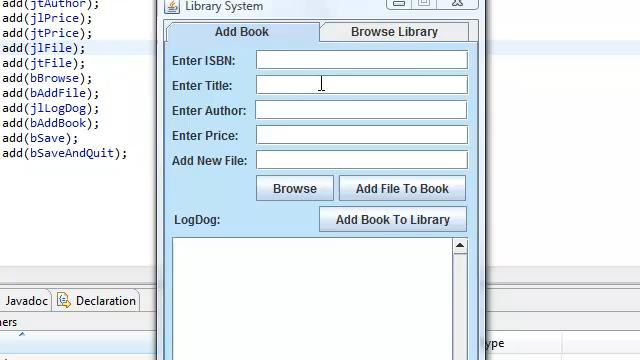 add(jtAuthor);
add(jlPrice);
add(jtPrice);
add(jlFile);
add(jtFile);
add(bBrowse);
add(bAddFile);
add(jlLogDog);
add(bAddBook);
add(bSave);
add(bSaveAndQuit);
Library System
Add Book
Browse Library
Enter ISBN:
Enter Title:
Enter Author:
Enter Price:
Add New File:
Browse
Add File To Book
LogDog:
Add Book To Library
Javadoc
Declaration
ners
ype